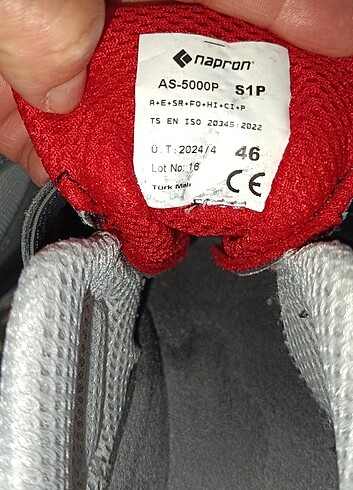 napron®
AS-5000P S1P
A+E+SR+FO+HI+CI+P
TS EN ISO 20345:2022
Ü.T:2024/4 46
Lot No: 16
Türk Malı CE